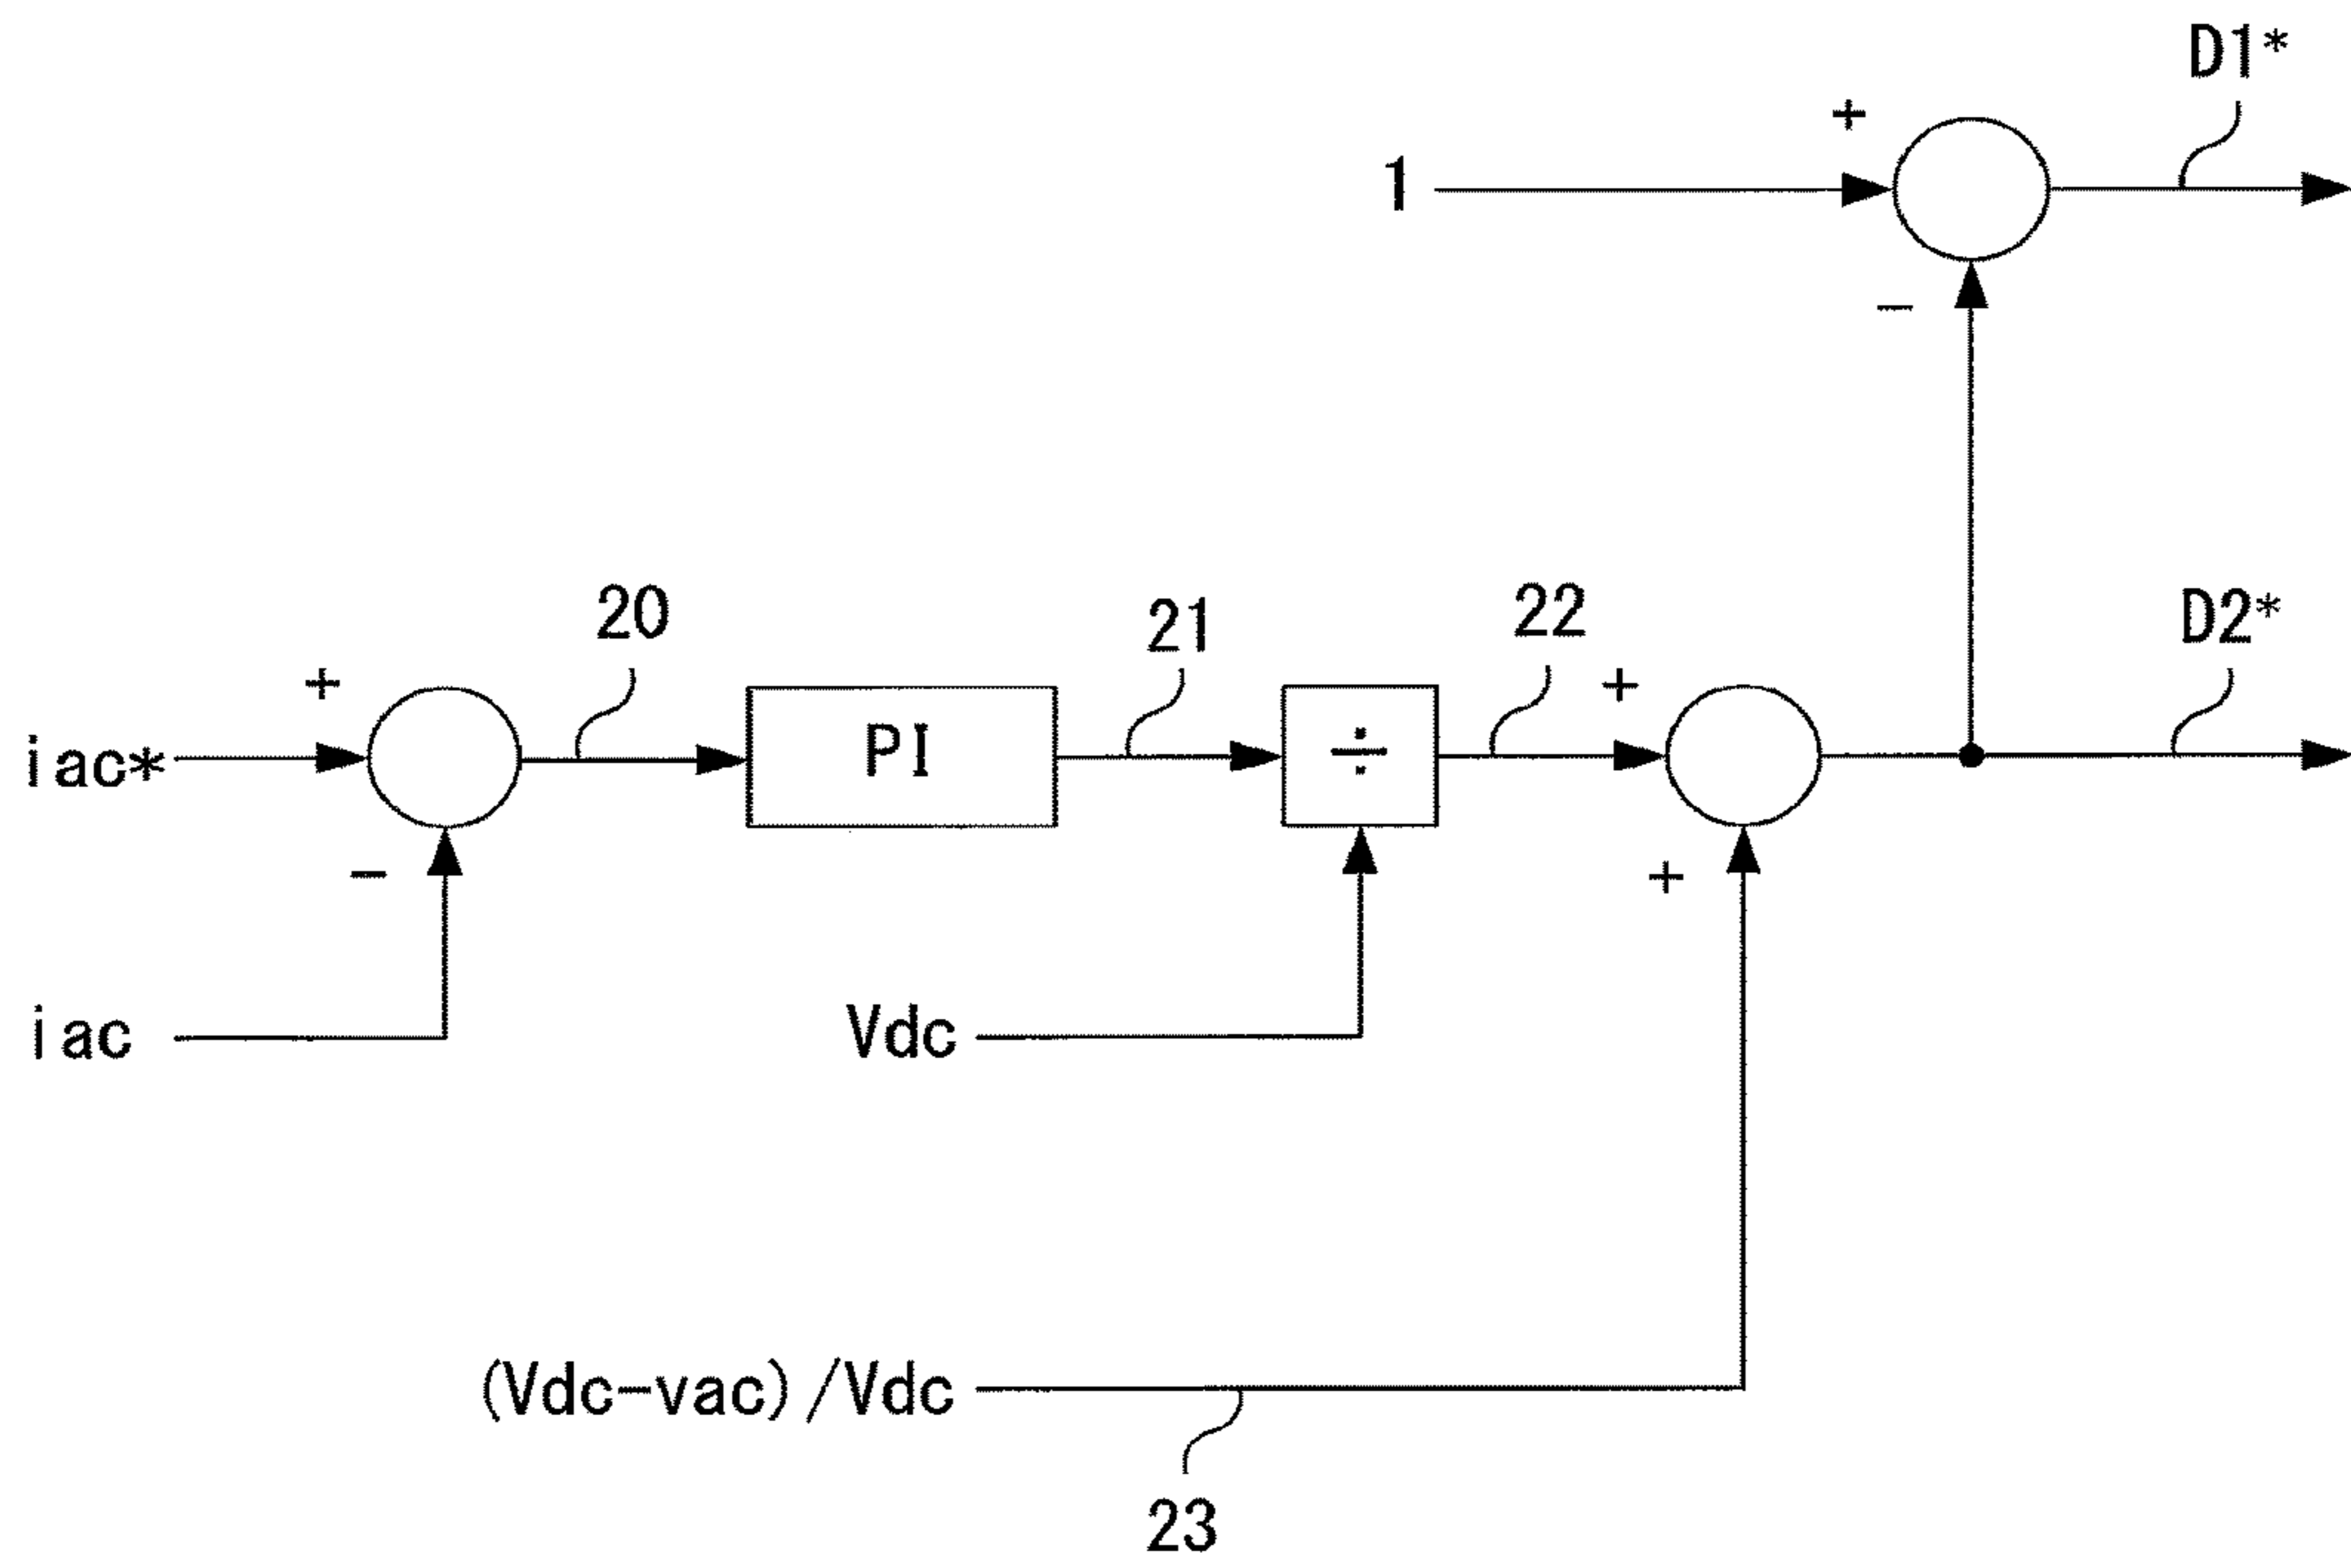 D1*
+
1
−
20
21
22
D2*
+
+
iac*
PI
÷
−
+
iac
Vdc
(Vdc-vac)/Vdc
23